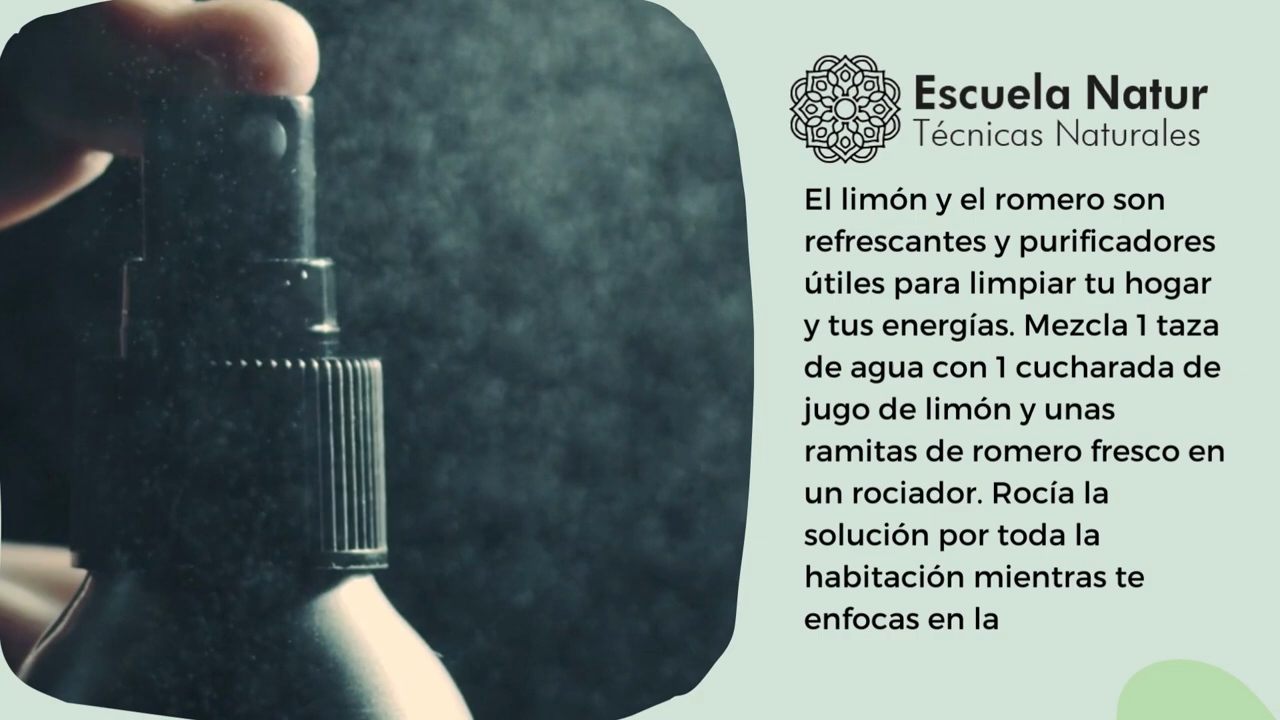 Escuela Natur
Técnicas Naturales
El limón y el romero son
refrescantes y purificadores
útiles para limpiar tu hogar
y tus energías. Mezcla 1 taza
de agua con 1 cucharada de
jugo de limón y unas
ramitas de romero fresco en
un rociador. Rocía la
solución por toda la
habitación mientras te
enfocas en la